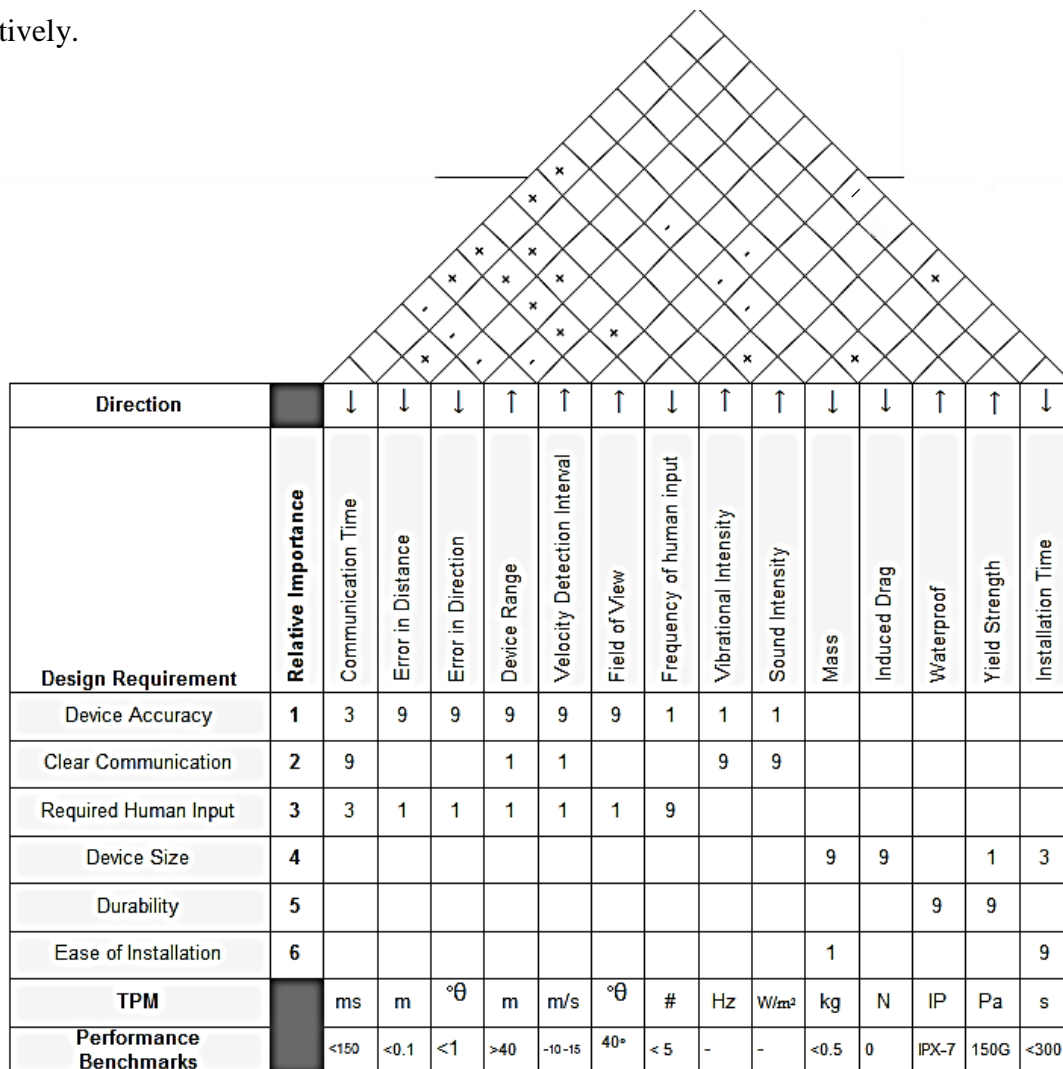 tively.
Direction ↓ ↓ ↓ ↑ ↑ ↑ ↓ ↑ ↑ ↓ ↓ ↑ ↑ ↓
Design Requirement
Relative Importance
Communication Time
Error in Distance
Error in Direction
Device Range
Velocity Detection Interval
Field of View
Frequency of human input
Vibrational Intensity
Sound Intensity
Mass
Induced Drag
Waterproof
Yield Strength
Installation Time
Device Accuracy 1 3 9 9 9 9 9 1 1 1
Clear Communication 2 9 1 1 9 9
Required Human Input 3 3 1 1 1 1 1 9
Device Size 4 9 9 1 3
Durability 5 9 9
Ease of Installation 6 1 9
TPM ms m °θ m m/s °θ # Hz W/m² kg N IP Pa s
Performance
Benchmarks <150 <0.1 <1 >40 -10-15 40° < 5 - - <0.5 0 IPX-7 150G <300